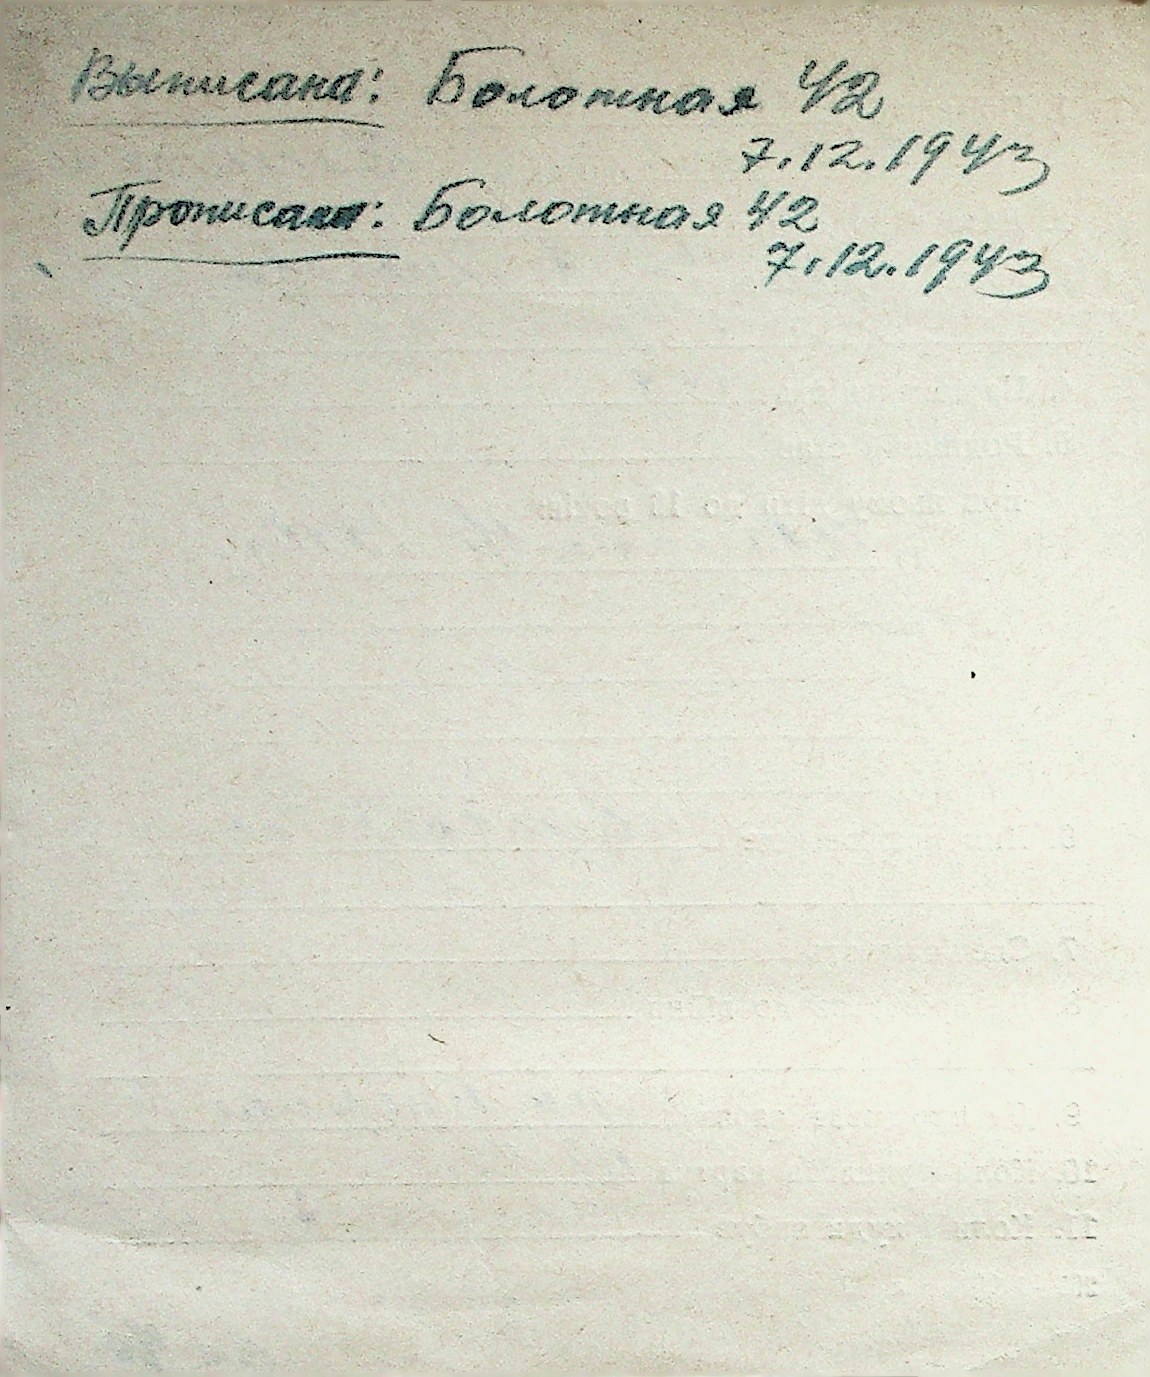 Выписана: Болотная 42
7.12.1943
Прописана: Болотная 42
7.12.1943